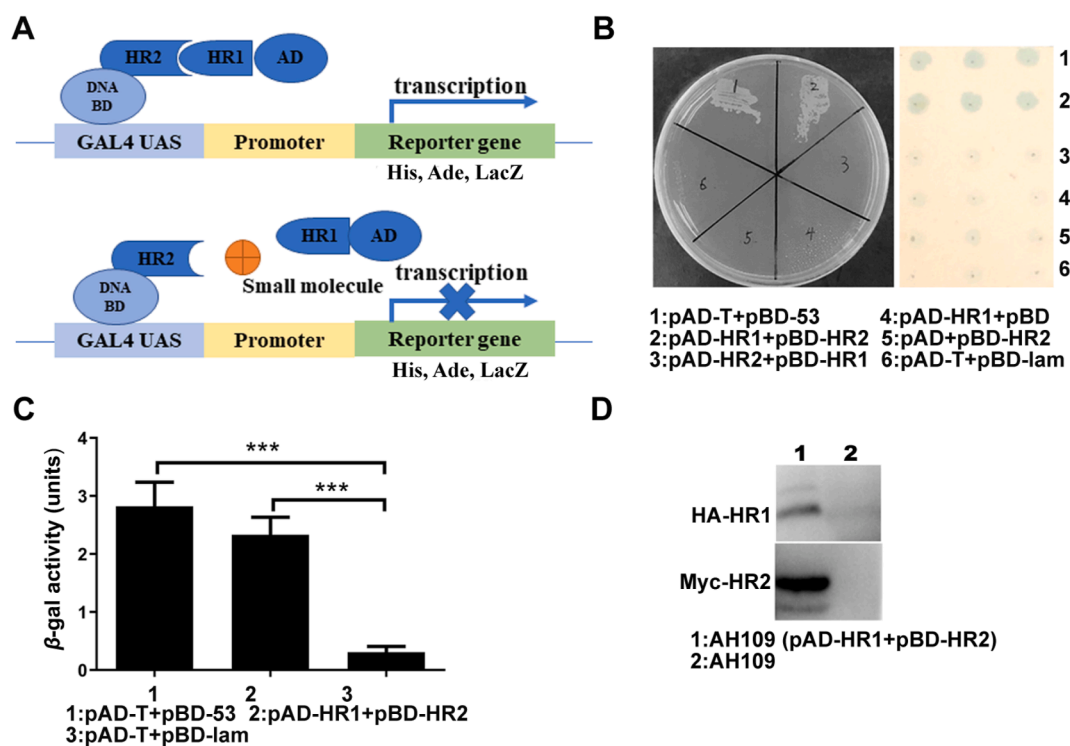 A
HR2 HR1 AD
DNA
BD
transcription
GAL4 UAS Promoter Reporter gene
His, Ade, LacZ
HR1 AD
HR2
DNA
BD
Small molecule
transcription
GAL4 UAS Promoter Reporter gene
His, Ade, LacZ
B
1
2
3
4
5
6
1
2
3
4
5
6
1:pAD-T+pBD-53 4:pAD-HR1+pBD
2:pAD-HR1+pBD-HR2 5:pAD+pBD-HR2
3:pAD-HR2+pBD-HR1 6:pAD-T+pBD-lam
C
β-gal activity (units)
4
3
2
1
0
***
***
1 2 3
1:pAD-T+pBD-53 2:pAD-HR1+pBD-HR2
3:pAD-T+pBD-lam
D
1 2
HA-HR1
Myc-HR2
1:AH109 (pAD-HR1+pBD-HR2)
2:AH109